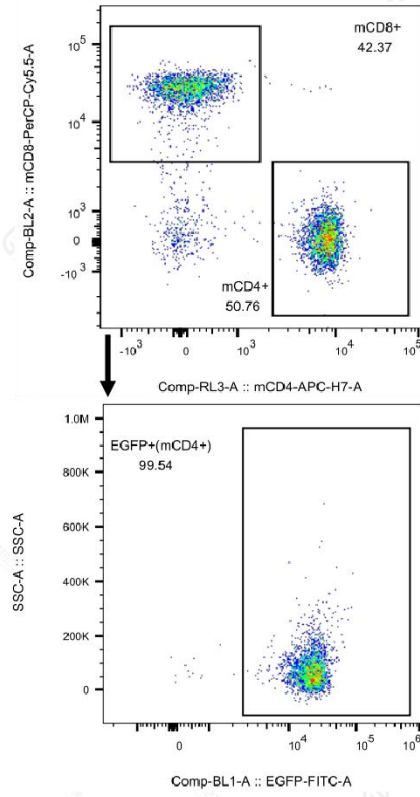 mCD8+
42.37
10⁵
10⁴
10³
0
-10³
Comp-BL2-A :: mCD8-PerCP-Cy5.5-A
mCD4+
50.76
-10³ 0 10³ 10⁴ 10⁵
Comp-RL3-A :: mCD4-APC-H7-A
1.0M
800K
600K
400K
200K
0
SSC-A :: SSC-A
EGFP+(mCD4+)
99.54
0 10⁴ 10⁵ 10⁶
Comp-BL1-A :: EGFP-FITC-A